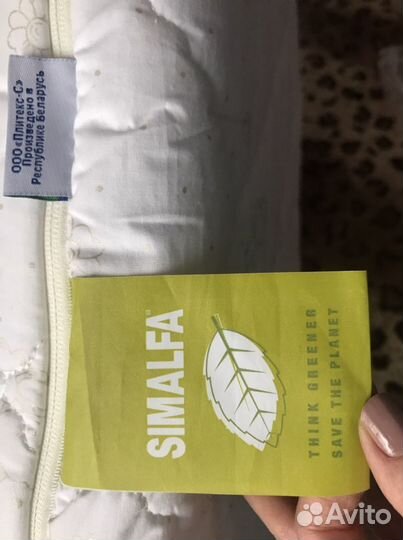 ООО «Плитекс-С»
Произведено в
Республике Беларусь
SIMALFA®
THINK GREENER
SAVE THE PLANET
Avito